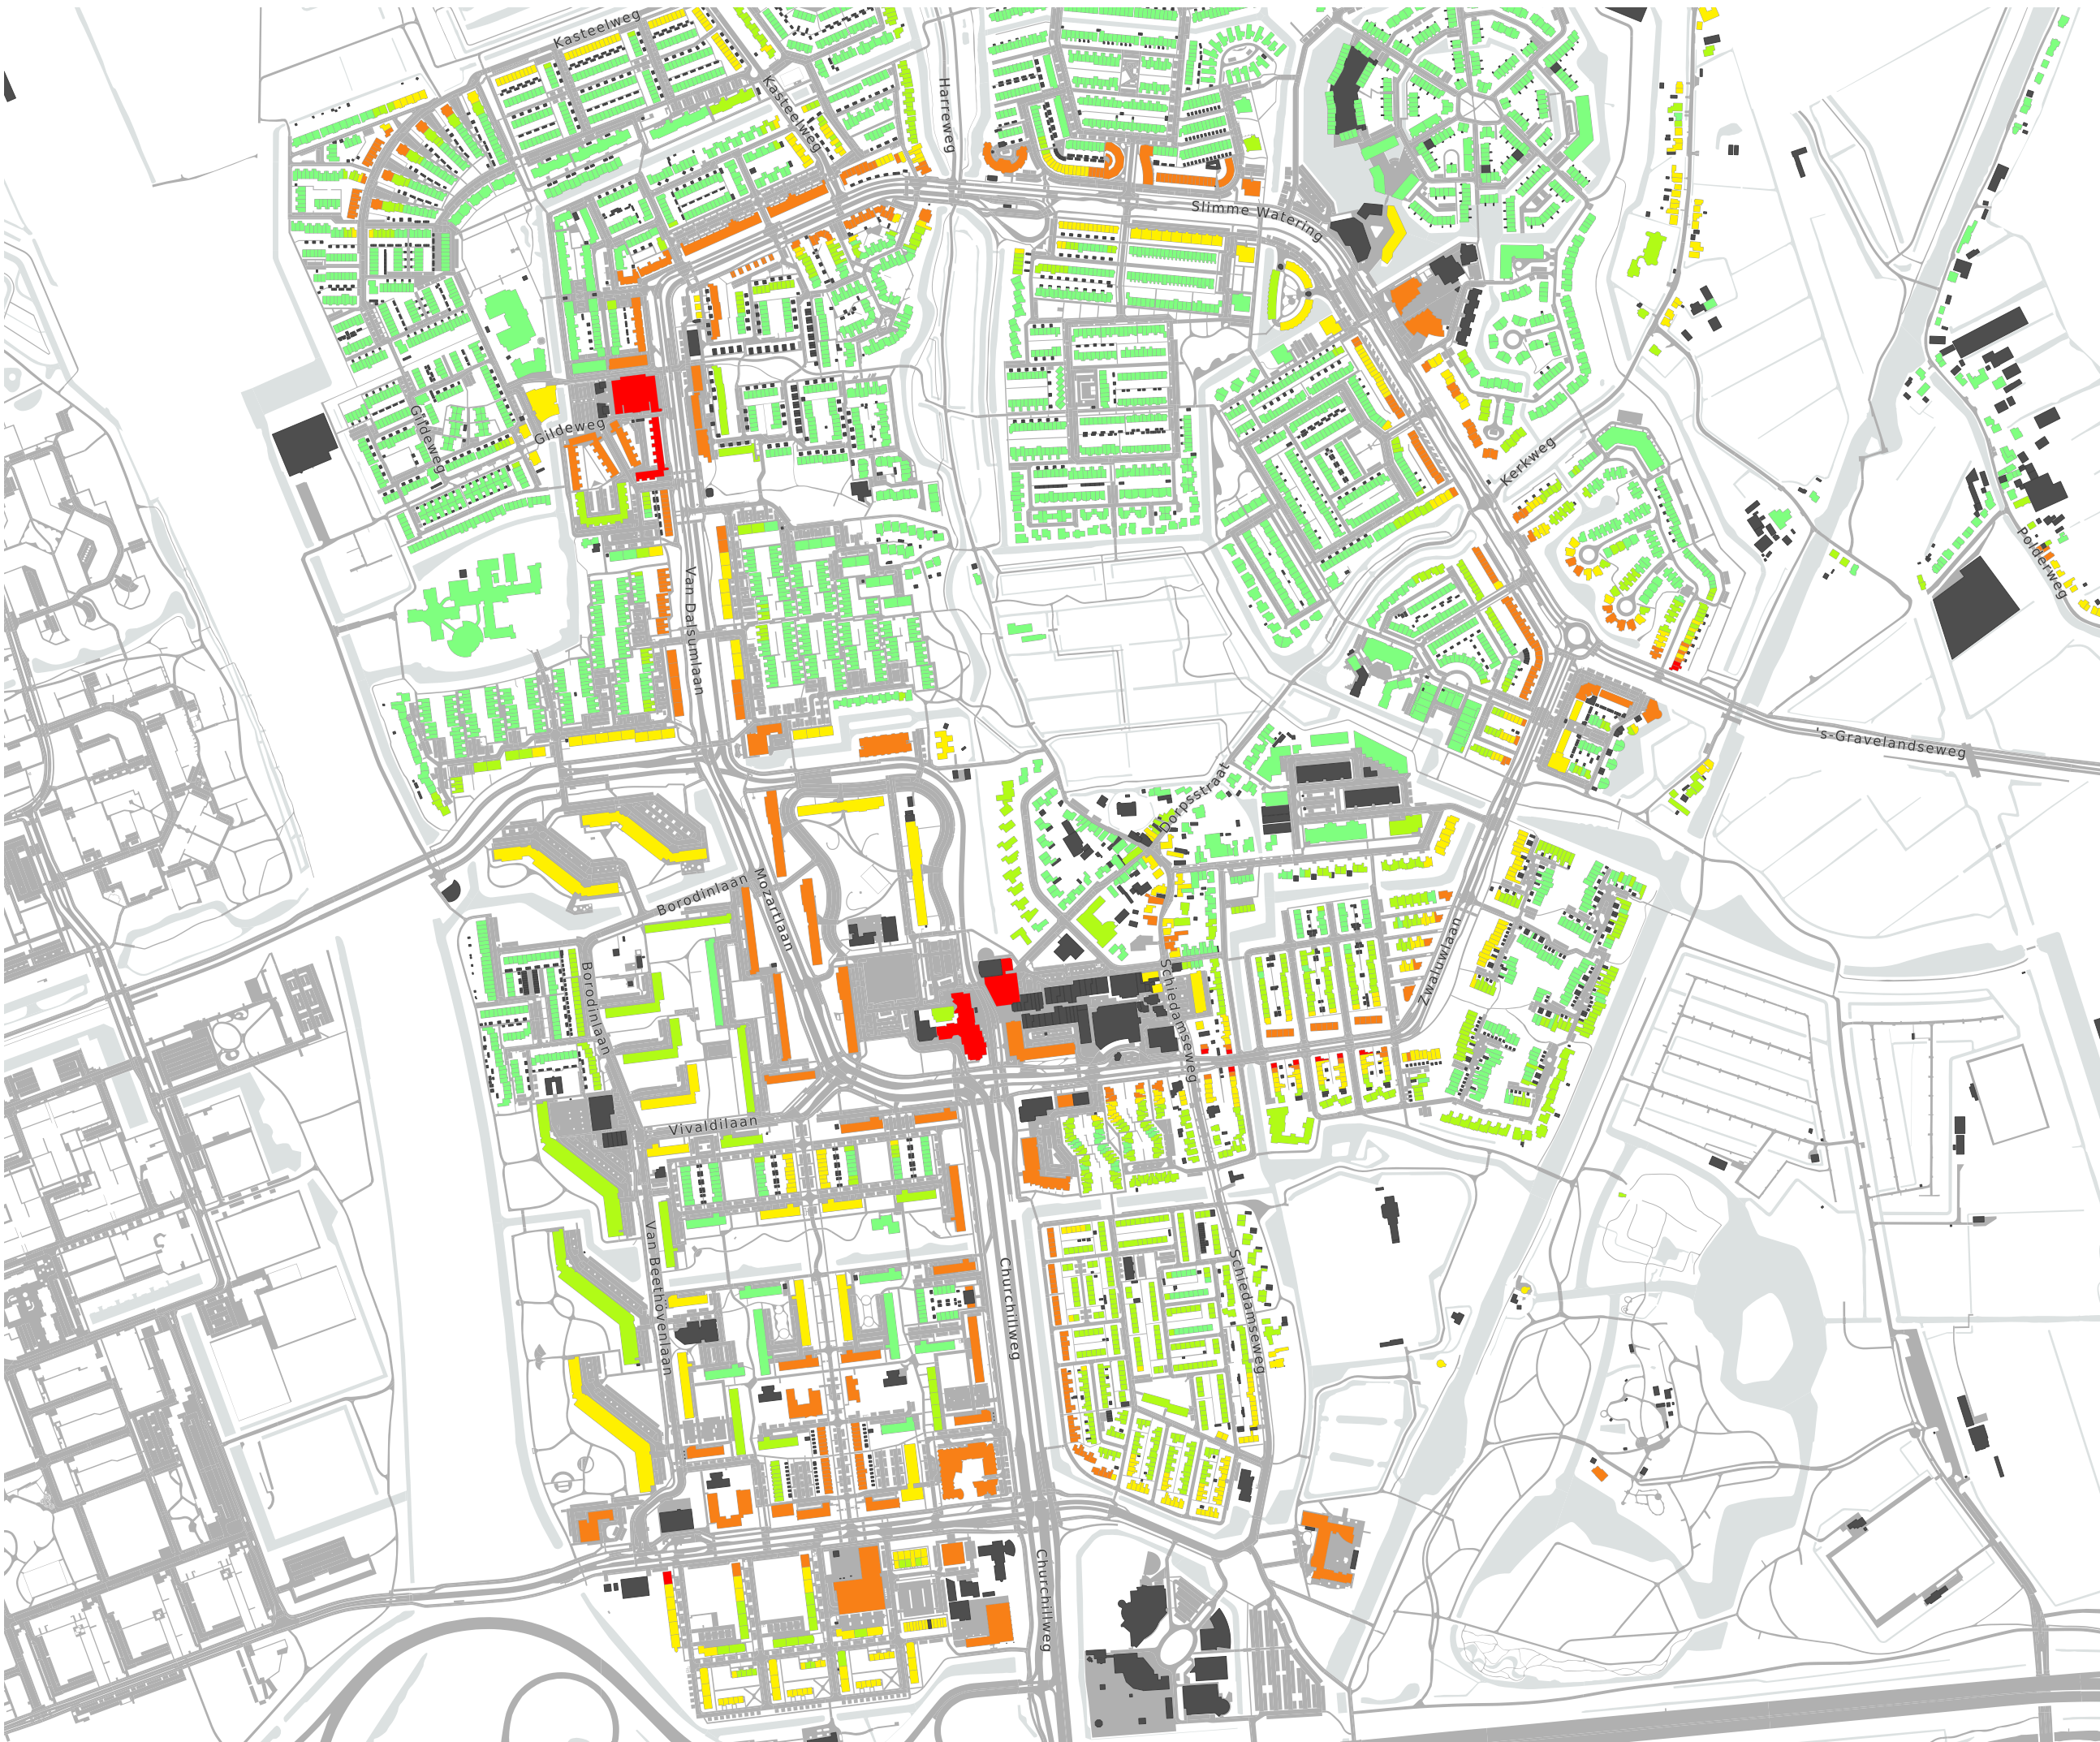 Kasteelweg
Kasteelweg
Harreweg
Slimme Watering
Gildeweg
Gildeweg
Kerkweg
Polderweg
Van Dalsumlaan
's-Gravelandseweg
Dorpsstraat
Borodinlaan
Mozartlaan
Zwaluwlaan
Borodinlaan
Schiedamseweg
Vivaldilaan
Van Beethovenlaan
Churchillweg
Schiedamseweg
Churchillweg